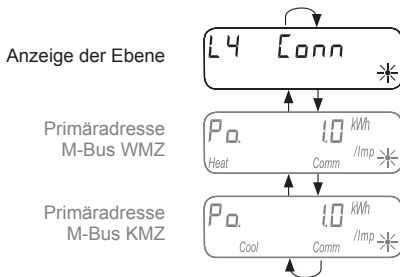 Anzeige der Ebene
L4 Conn
Primäradresse
M-Bus WMZ
Po. 1.0 kWh
/Imp
Heat Comm
Primäradresse
M-Bus KMZ
Po. 1.0 kWh
/Imp
Cool Comm